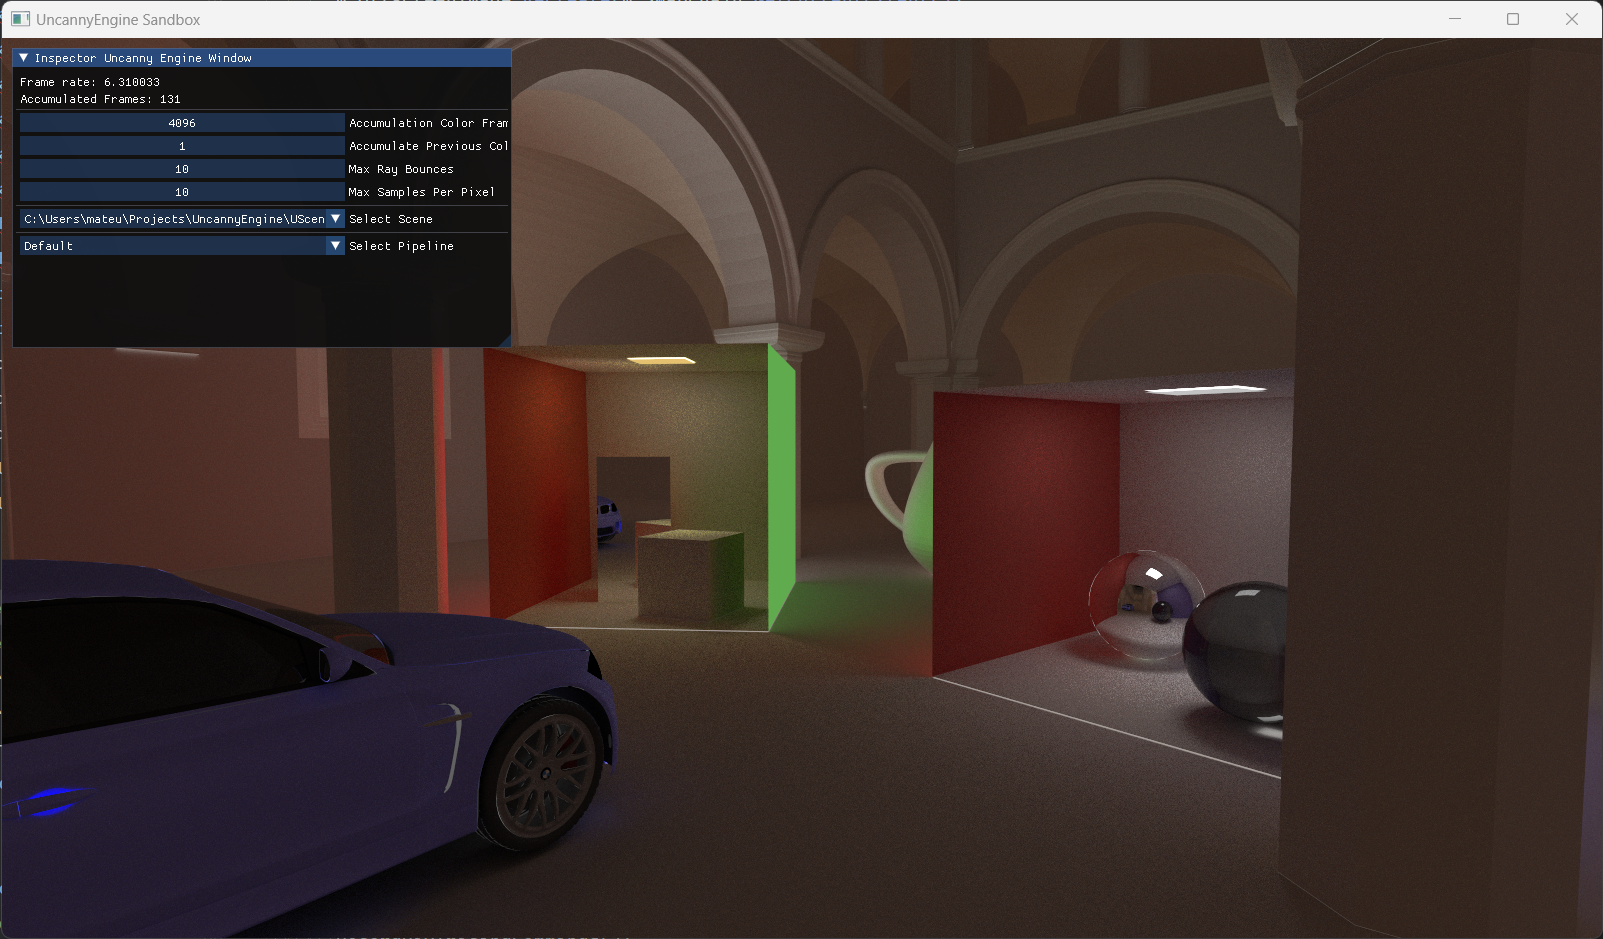 UncannyEngine Sandbox
Inspector Uncanny Engine Window
Frame rate: 6.310033
Accumulated Frames: 131
4096 Accumulation Color Fram
1 Accumulate Previous Col
10 Max Ray Bounces
10 Max Samples Per Pixel
C:\Users\mateu\Projects\UncannyEngine\UScen Select Scene
Default Select Pipeline